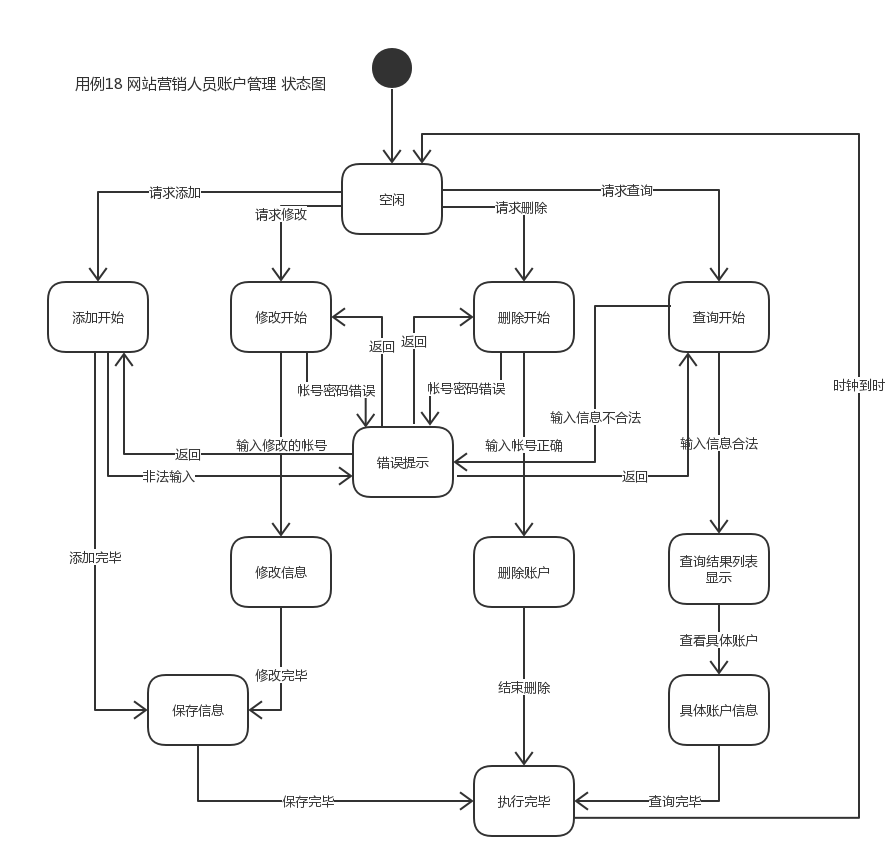 用例18 网站营销人员账户管理 状态图
空闲
请求添加
请求查询
请求修改
请求删除
添加开始
修改开始
删除开始
查询开始
返回
返回
时钟到时
帐号密码错误
帐号密码错误
输入信息不合法
输入修改的帐号
输入帐号正确
输入信息合法
返回
错误提示
非法输入
返回
添加完毕
修改信息
删除账户
查询结果列表
显示
查看具体账户
修改完毕
结束删除
保存信息
具体账户信息
保存完毕
执行完毕
查询完毕